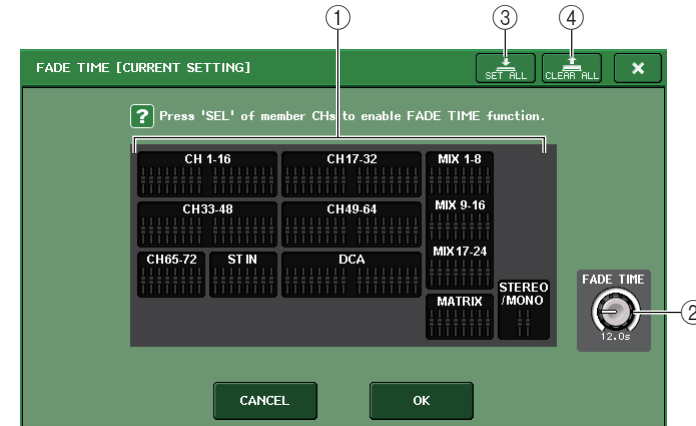 ① ③ ④
FADE TIME [CURRENT SETTING]
SET ALL
CLEAR ALL
×
? Press 'SEL' of member CHs to enable FADE TIME function.
CH 1-16
CH17-32
MIX 1-8
CH33-48
CH49-64
MIX 9-16
CH65-72
ST IN
DCA
MIX17-24
MATRIX
STEREO
/MONO
FADE TIME
12.0s
②
CANCEL
OK